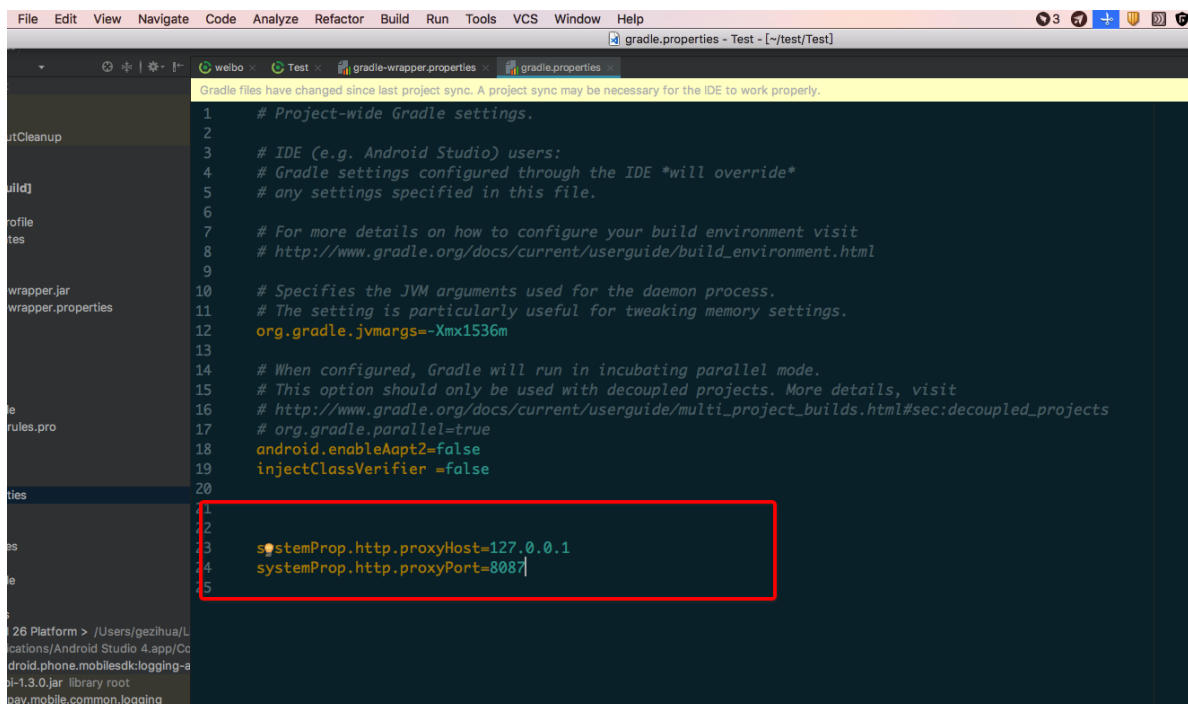 File Edit View Navigate Code Analyze Refactor Build Run Tools VCS Window Help 3
gradle.properties - Test - [~/test/Test]
weibo Test gradle-wrapper.properties gradle.properties
Gradle files have changed since last project sync. A project sync may be necessary for the IDE to work properly.
utCleanup
uild]
rofile
tes
wrapper.jar
wrapper.properties
le
rules.pro
ties
es
le
s
26 Platform > /Users/gezihua/L
ications/Android Studio 4.app/Co
droid.phone.mobilesdk:logging-a
pi-1.3.0.jar library root
pay.mobile.common.logging
1 # Project-wide Gradle settings.
2
3 # IDE (e.g. Android Studio) users:
4 # Gradle settings configured through the IDE *will override*
5 # any settings specified in this file.
6
7 # For more details on how to configure your build environment visit
8 # http://www.gradle.org/docs/current/userguide/build_environment.html
9
10 # Specifies the JVM arguments used for the daemon process.
11 # The setting is particularly useful for tweaking memory settings.
12 org.gradle.jvmargs=-Xmx1536m
13
14 # When configured, Gradle will run in incubating parallel mode.
15 # This option should only be used with decoupled projects. More details, visit
16 # http://www.gradle.org/docs/current/userguide/multi_project_builds.html#sec:decoupled_projects
17 # org.gradle.parallel=true
18 android.enableAapt2=false
19 injectClassVerifier =false
20
21
22
23 systemProp.http.proxyHost=127.0.0.1
24 systemProp.http.proxyPort=8087
25